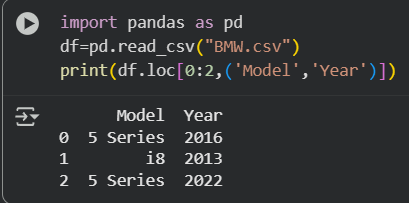 import pandas as pd
df=pd.read_csv("BMW.csv")
print(df.loc[0:2,('Model','Year')])
Model Year
0 5 Series 2016
1 i8 2013
2 5 Series 2022